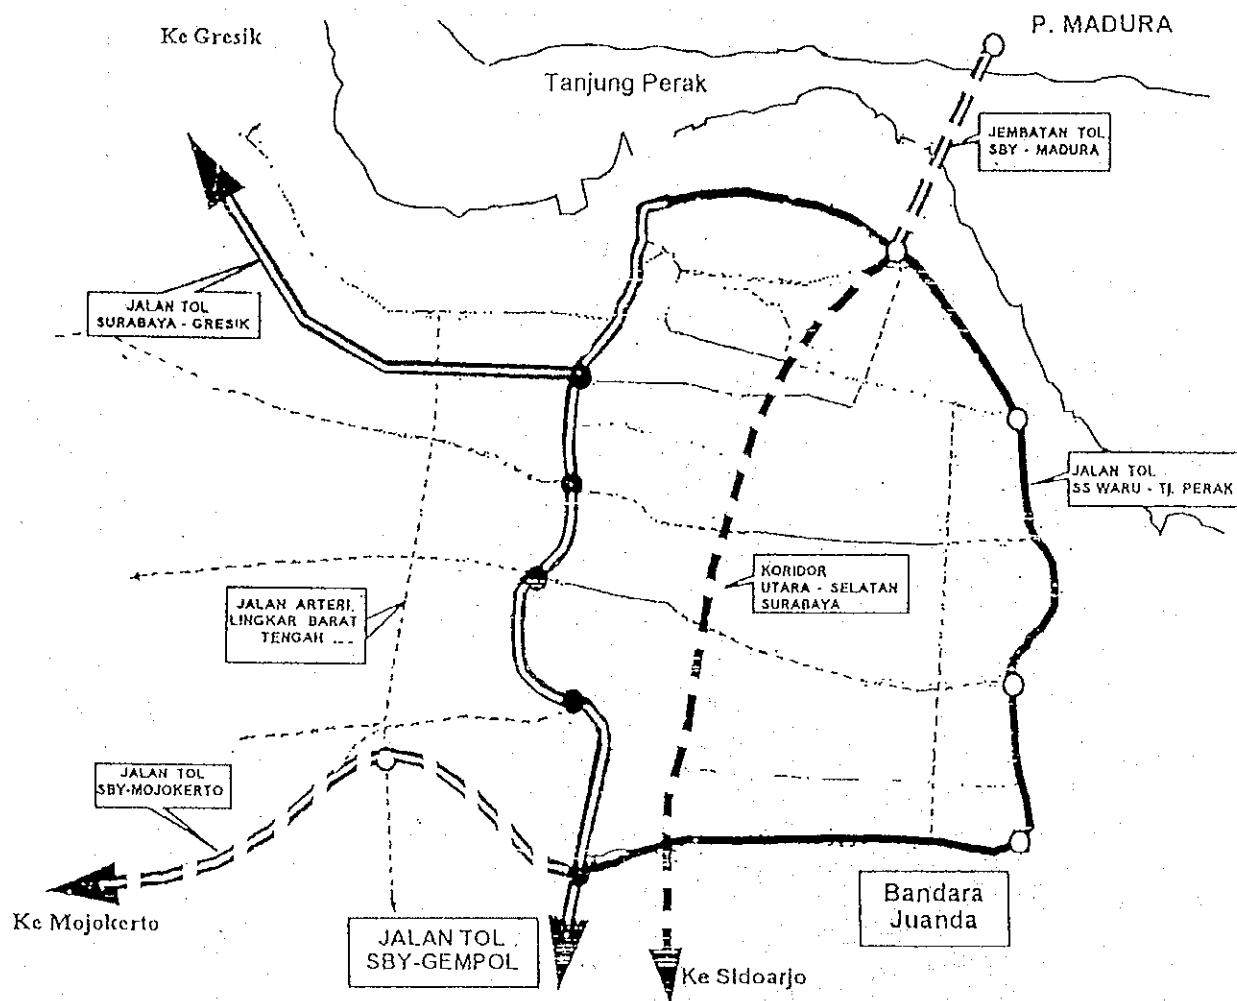 P. MADURA
Ke Gresik
Tanjung Perak
JEMBATAN TOL
SBY - MADURA
JALAN TOL
SURABAYA - GRESIK
JALAN TOL
SS WARU - TJ. PERAK
KORIDOR
UTARA - SELATAN
SURABAYA
JALAN ARTERI
LINGKAR BARAT
TENGAH
JALAN TOL
SBY-MOJOKERTO
Ke Mojokerto
JALAN TOL
SBY-GEMPOL
Bandara
Juanda
Ke Sidoarjo